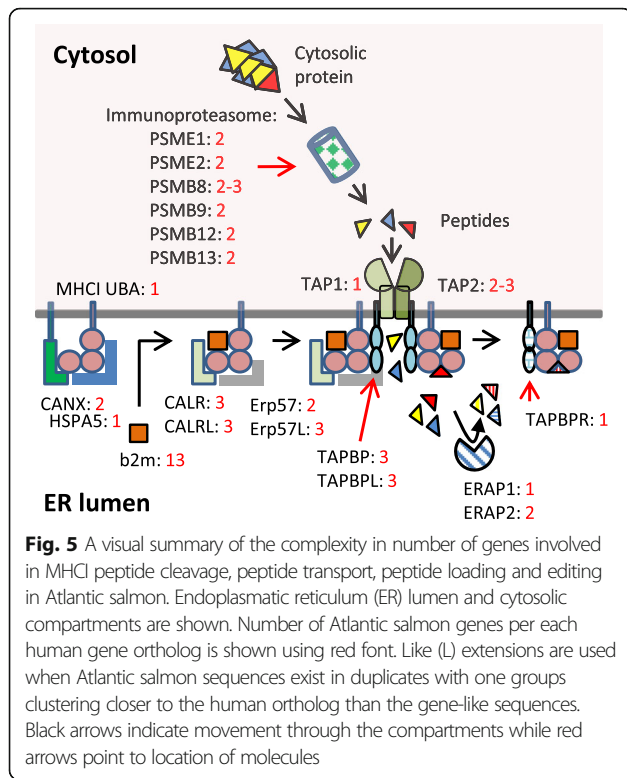 Cytosol
Cytosolic
protein
Immunoproteasome:
PSME1: 2
PSME2: 2
PSMB8: 2-3
PSMB9: 2
PSMB12: 2
PSMB13: 2
Peptides
MHCI UBA: 1
TAP1: 1
TAP2: 2-3
CANX: 2
HSPA5: 1
b2m: 13
CALR: 3
CALRL: 3
Erp57: 2
Erp57L: 3
TAPBP: 3
TAPBPL: 3
TAPBPR: 1
ERAP1: 1
ERAP2: 2
ER lumen
Fig. 5 A visual summary of the complexity in number of genes involved
in MHCI peptide cleavage, peptide transport, peptide loading and editing
in Atlantic salmon. Endoplasmatic reticulum (ER) lumen and cytosolic
compartments are shown. Number of Atlantic salmon genes per each
human gene ortholog is shown using red font. Like (L) extensions are used
when Atlantic salmon sequences exist in duplicates with one groups
clustering closer to the human ortholog than the gene-like sequences.
Black arrows indicate movement through the compartments while red
arrows point to location of molecules